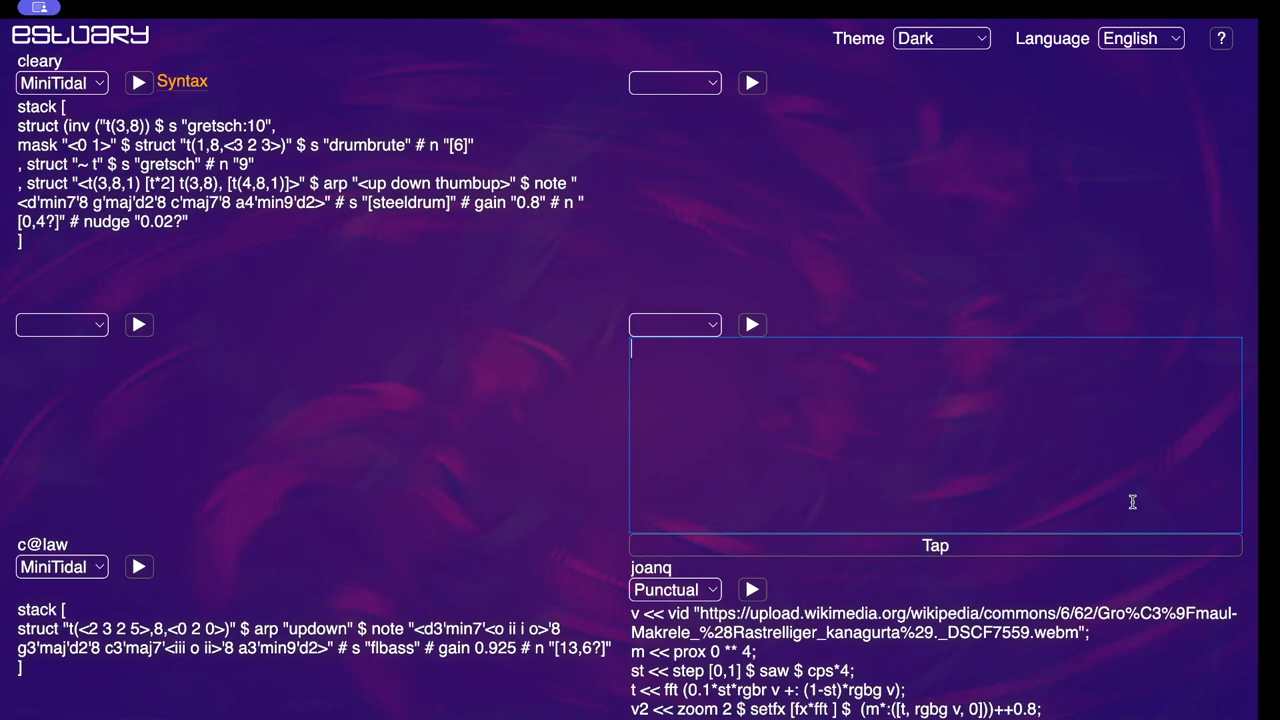 estuary
Theme Dark Language English ?
cleary
MiniTidal Syntax
stack [
struct (inv ("t(3,8)) $ s "gretsch:10",
mask "<0 1>" $ struct "t(1,8,<3 2 3>)" $ s "drumbrute" # n "[6]"
, struct "~ t" $ s "gretsch" # n "9"
, struct "<t(3,8,1) [t*2] t(3,8), [t(4,8,1)]>" $ arp "<up down thumbup>" $ note "
<d'min7'8 g'maj'd2'8 c'maj7'8 a4'min9'd2>" # s "[steeldrum]" # gain "0.8" # n "
[0,4?]" # nudge "0.02?"
]
c@law
MiniTidal
stack [
struct "t(<2 3 2 5>,8,<0 2 0>)" $ arp "updown" $ note "<d3'min7'<o ii i o>'8
g3'maj'd2'8 c3'maj7'<iii o ii>'8 a3'min9'd2>" # s "flbass" # gain 0.925 # n "[13,6?]"
]
Tap
joanq
Punctual
v << vid "https://upload.wikimedia.org/wikipedia/commons/6/62/Gro%C3%9Fmaul-
Makrele_%28Rastrelliger_kanagurta%29._DSCF7559.webm";
m << prox 0 ** 4;
st << step [0,1] $ saw $ cps*4;
t << fft (0.1*st*rgbr v +: (1-st)*rgbg v);
v2 << zoom 2 $ setfx [fx*fft ] $ (m*:([t, rgbg v, 0]))++0.8;